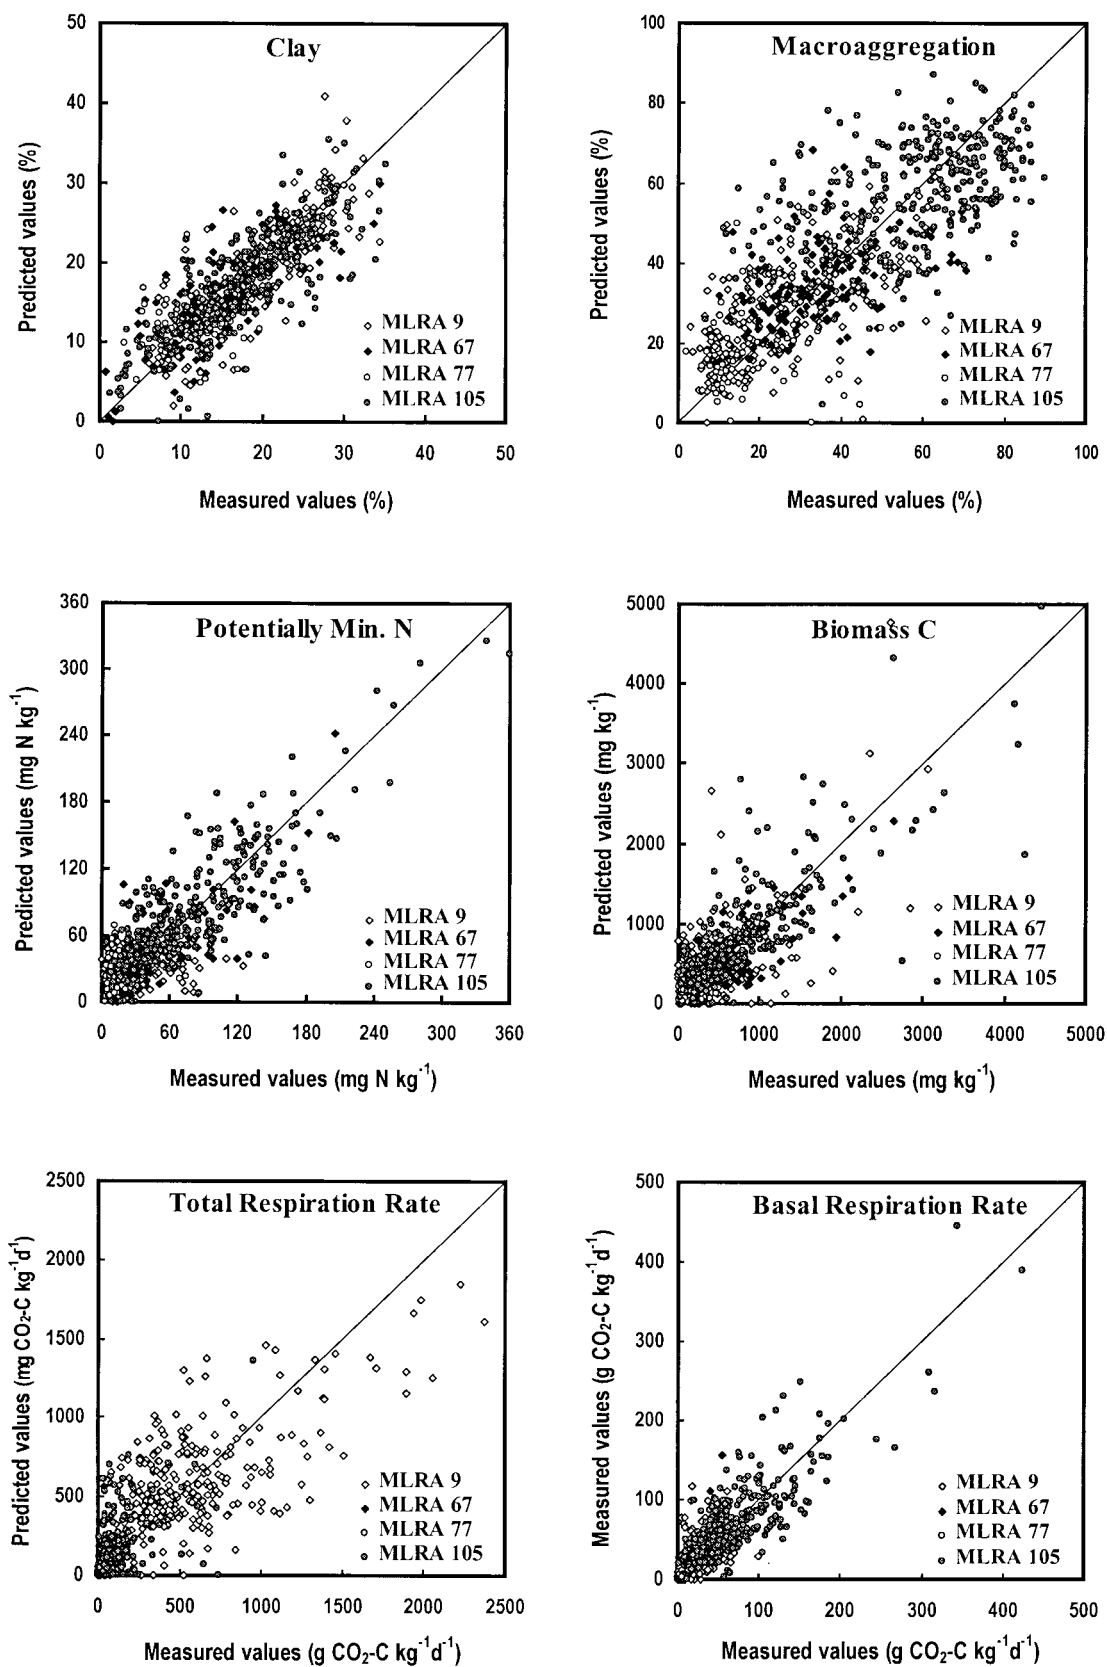 Clay
50
40
30
20
10
0
Predicted values (%)
MLRA 9
MLRA 67
MLRA 77
MLRA 105
0 10 20 30 40 50
Measured values (%)
Macroaggregation
100
80
60
40
20
0
Predicted values (%)
MLRA 9
MLRA 67
MLRA 77
MLRA 105
0 20 40 60 80 100
Measured values (%)
Potentially Min. N
360
300
240
180
120
60
0
Predicted values (mg N kg⁻¹)
MLRA 9
MLRA 67
MLRA 77
MLRA 105
0 60 120 180 240 300 360
Measured values (mg N kg⁻¹)
Biomass C
5000
4000
3000
2000
1000
0
Predicted values (mg kg⁻¹)
MLRA 9
MLRA 67
MLRA 77
MLRA 105
0 1000 2000 3000 4000 5000
Measured values (mg kg⁻¹)
Total Respiration Rate
2500
2000
1500
1000
500
0
Predicted values (mg CO₂-C kg⁻¹d⁻¹)
MLRA 9
MLRA 67
MLRA 77
MLRA 105
0 500 1000 1500 2000 2500
Measured values (g CO₂-C kg⁻¹d⁻¹)
Basal Respiration Rate
500
400
300
200
100
0
Measured values (g CO₂-C kg⁻¹d⁻¹)
MLRA 9
MLRA 67
MLRA 77
MLRA 105
0 100 200 300 400 500
Measured values (g CO₂-C kg⁻¹d⁻¹)